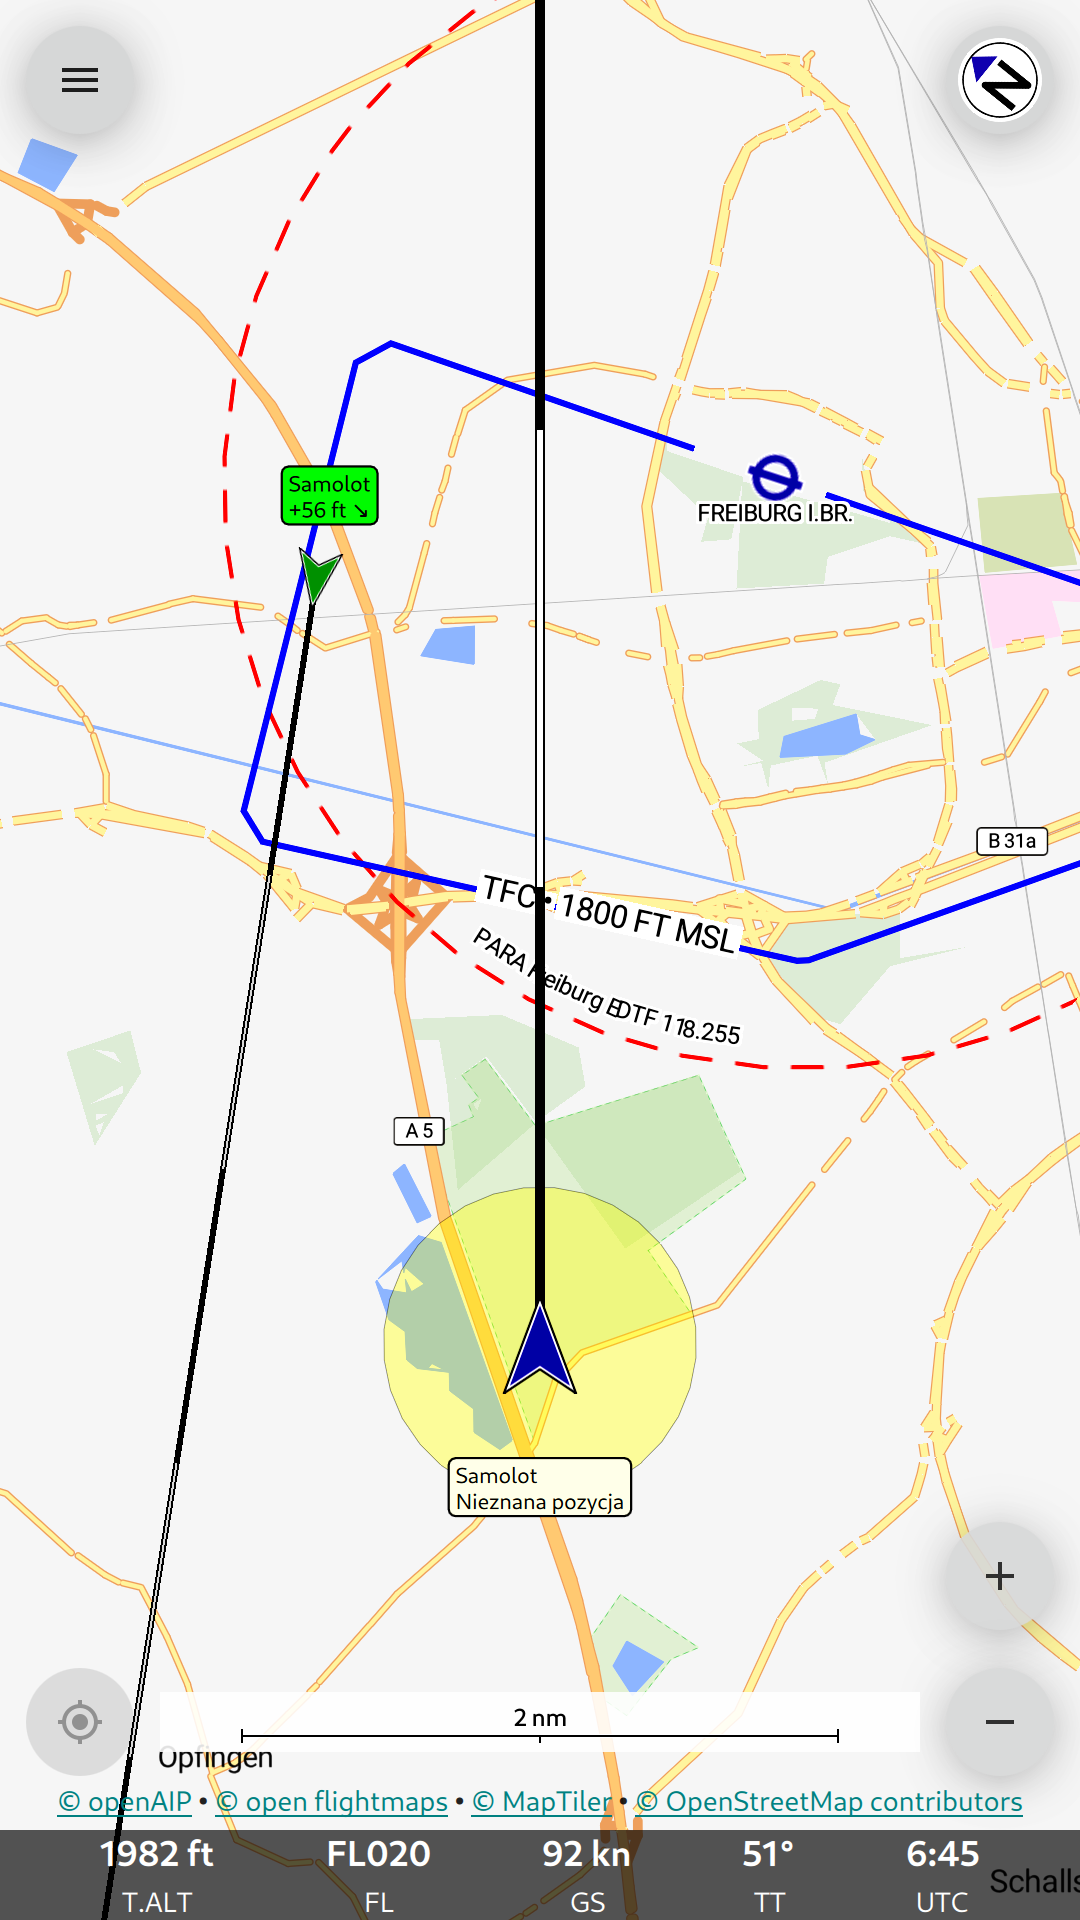 N
Samolot
+56 ft ↘
FREIBURG I.BR.
B 31a
TFC • 1800 FT MSL
PARA Freiburg EDTF 118.255
A 5
Samolot
Nieznana pozycja
2 nm
Opfingen
© openAIP • © open flightmaps • © MapTiler • © OpenStreetMap contributors
1982 ft FL020 92 kn 51° 6:45
T.ALT FL GS TT UTC